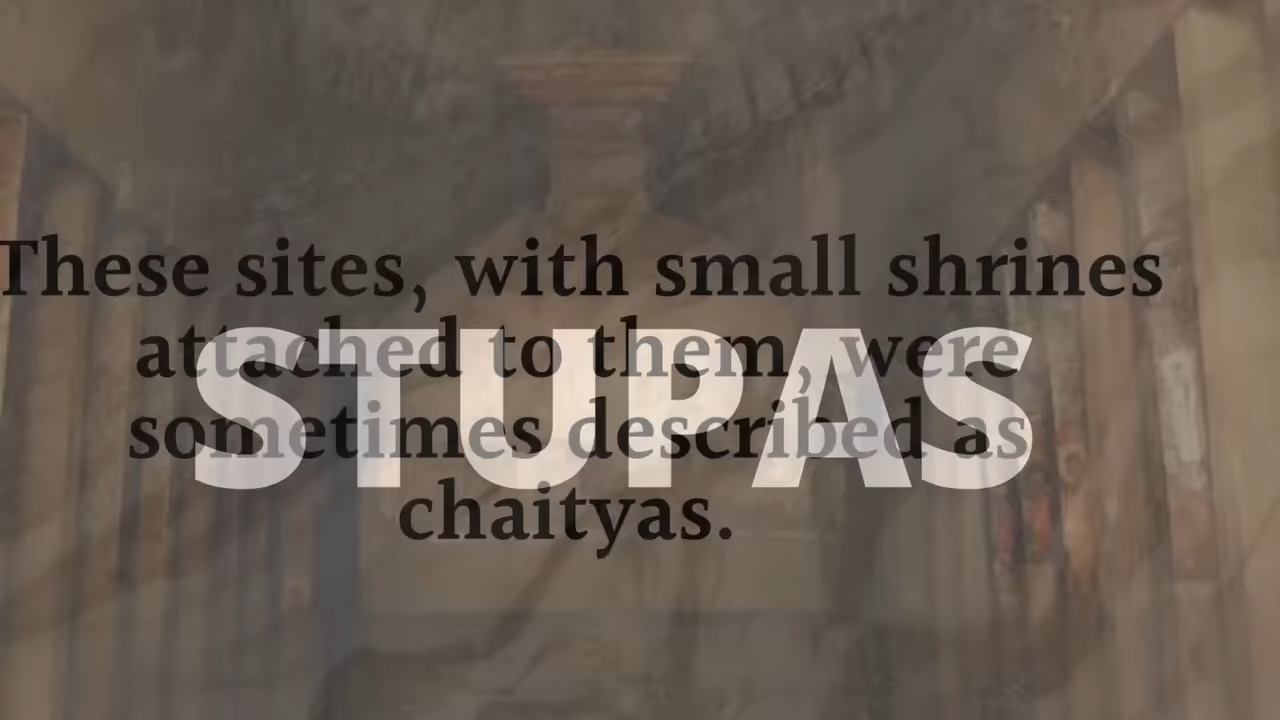 These sites, with small shrines
attached to them, were
sometimes described as
chaityas.
STUPAS